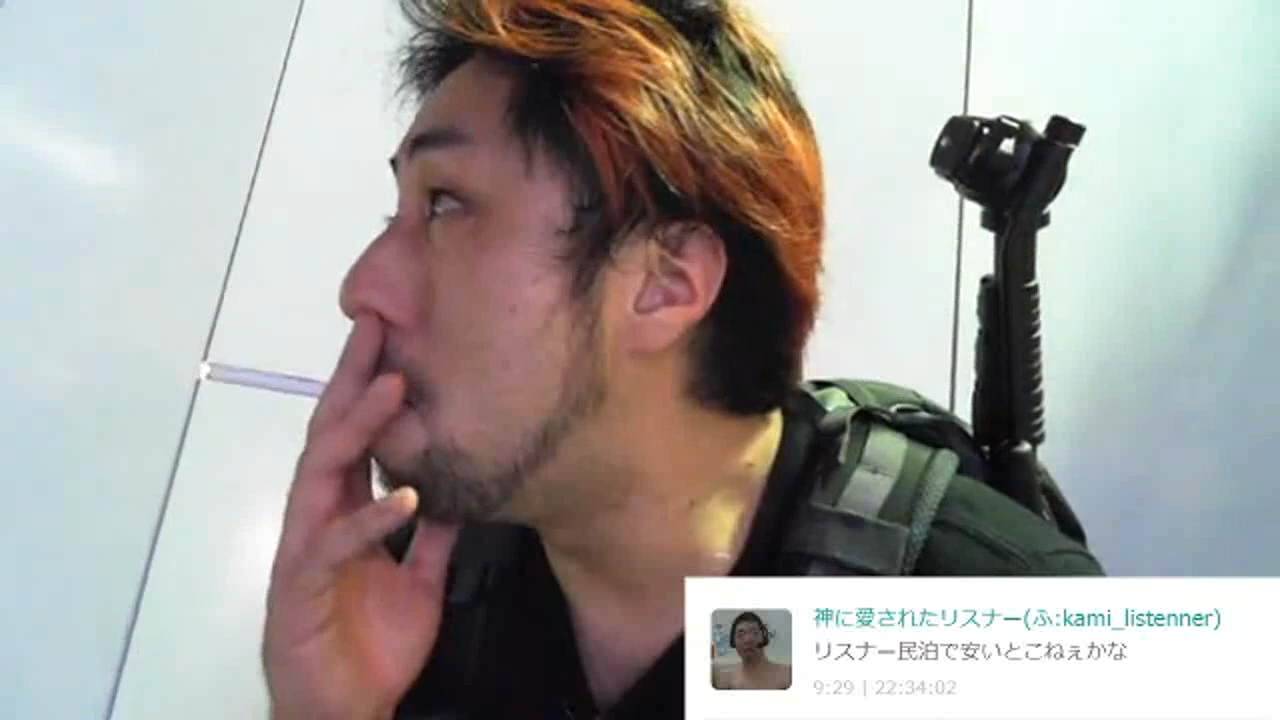 神に愛されたリスナー(ふ:kami_listenner)
リスナー民泊で安いとこねぇかな
9:29 | 22:34:02